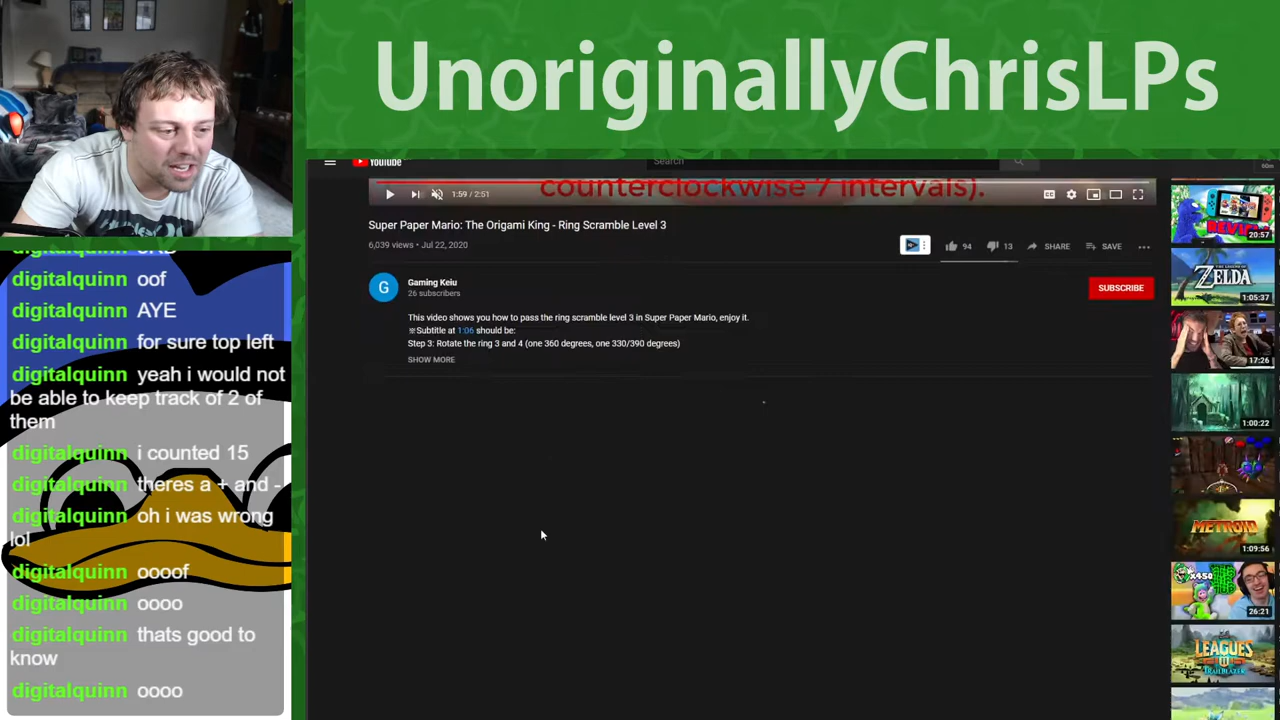 UnoriginallyChrisLPs
YouTube
Search
counterclockwise 7 intervals).
1:59 / 2:51
Super Paper Mario: The Origami King - Ring Scramble Level 3
6,039 views • Jul 22, 2020
94
13
SHARE
SAVE
G
Gaming Keiu
26 subscribers
SUBSCRIBE
This video shows you how to pass the ring scramble level 3 in Super Paper Mario, enjoy it.
※Subtitle at 1:06 should be:
Step 3: Rotate the ring 3 and 4 (one 360 degrees, one 330/390 degrees)
SHOW MORE
20:57
ZELDA
1:05:37
17:26
1:00:22
METROID
1:09:56
x450
26:21
LEAGUES
TRAILBLAZER
digitalquinn
digitalquinn oof
digitalquinn AYE
digitalquinn for sure top left
digitalquinn yeah i would not
be able to keep track of 2 of
them
digitalquinn i counted 15
digitalquinn theres a + and -
digitalquinn oh i was wrong
lol
digitalquinn oooof
digitalquinn oooo
digitalquinn thats good to
know
digitalquinn oooo